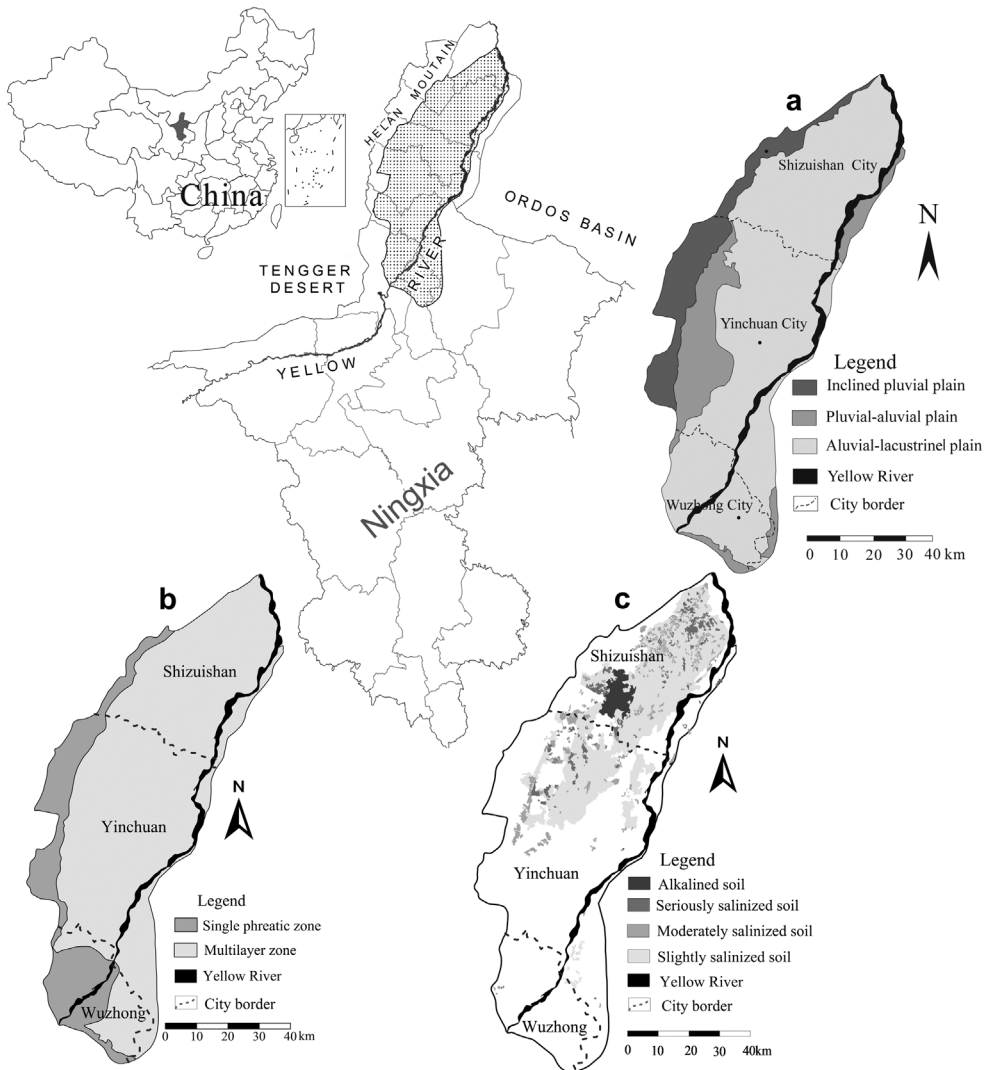 China
HELAN MOUTAIN
ORDOS BASIN
TENGGER
DESERT
YELLOW
RIVER
Ningxia
a
Shizuishan City
N
Yinchuan City
Legend
Inclined pluvial plain
Pluvial-aluvial plain
Aluvial-lacustrinel plain
Yellow River
City border
Wuzhong City
0 10 20 30 40 km
b
Shizuishan
N
Yinchuan
Legend
Single phreatic zone
Multilayer zone
Yellow River
City border
Wuzhong
0 10 20 30 40 km
c
Shizuishan
N
Yinchuan
Legend
Alkalined soil
Seriously salinized soil
Moderately salinized soil
Slightly salinized soil
Yellow River
City border
Wuzhong
0 10 20 30 40 km